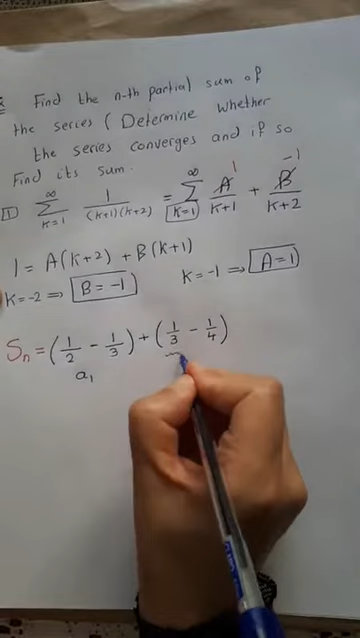 Find the n-th partial sum of
the series ( Determine whether
the series converges and if so
Find its sum.
1 ∞ Σ K=1 1/((K+1)(K+2)) = ∞ Σ K=1 A/(K+1) 1 + B/(K+2) -1
1 = A(K+2) + B(K+1)
K=-2 ⇒ B = -1 K=-1 ⇒ A=1
Sn = (1/2 - 1/3) + (1/3 - 1/4)
a1